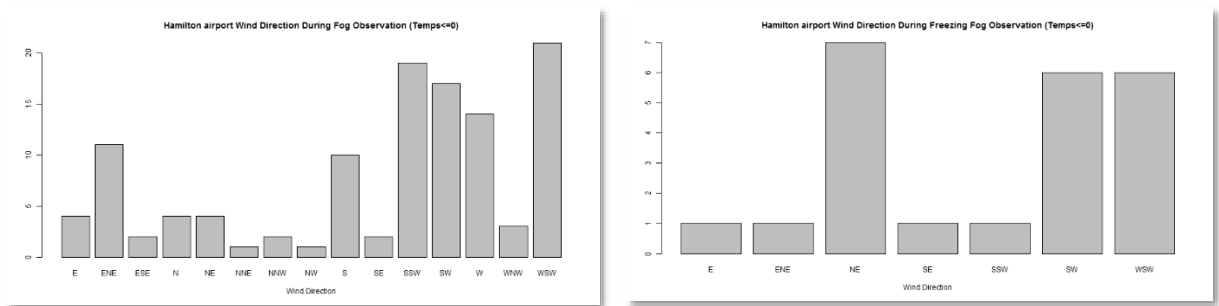 Hamilton airport Wind Direction During Fog Observation (Temps<=0)
20
15
10
5
0
E ENE ESE N NE NNE NNW NW S SE SSW SW W WNW WSW
Wind Direction
Hamilton airport Wind Direction During Freezing Fog Observation (Temps<=0)
7
6
5
4
3
2
1
0
E ENE NE SE SSW SW WSW
Wind Direction